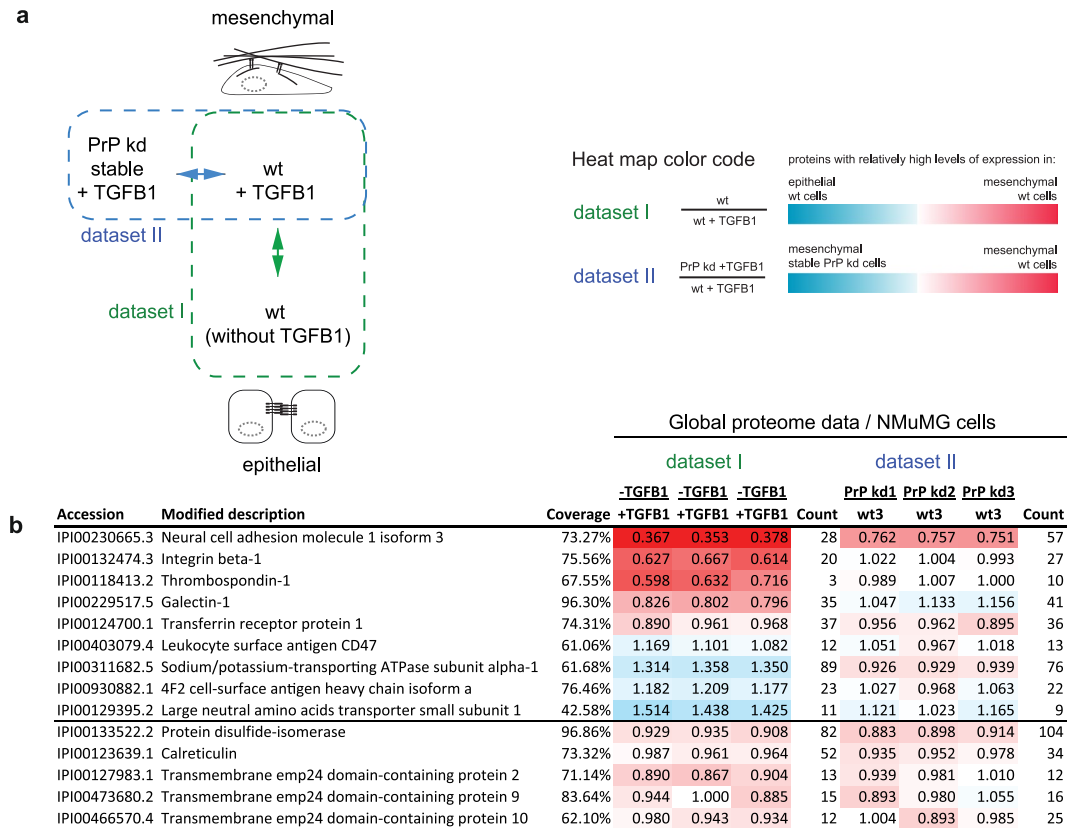 a
mesenchymal
PrP kd
stable
+ TGFB1
wt
+ TGFB1
dataset II
dataset I
wt
(without TGFB1)
epithelial
Heat map color code
proteins with relatively high levels of expression in:
epithelial
wt cells
mesenchymal
wt cells
dataset I
wt
wt + TGFB1
mesenchymal
stable PrP kd cells
mesenchymal
wt cells
dataset II
PrP kd +TGFB1
wt + TGFB1
Global proteome data / NMuMG cells
dataset I dataset II
-TGFB1 -TGFB1 -TGFB1 PrP kd1 PrP kd2 PrP kd3
b Accession Modified description Coverage +TGFB1 +TGFB1 +TGFB1 Count wt3 wt3 wt3 Count
IPI00230665.3 Neural cell adhesion molecule 1 isoform 3 73.27% 0.367 0.353 0.378 28 0.762 0.757 0.751 57
IPI00132474.3 Integrin beta-1 75.56% 0.627 0.667 0.614 20 1.022 1.004 0.993 27
IPI00118413.2 Thrombospondin-1 67.55% 0.598 0.632 0.716 3 0.989 1.007 1.000 10
IPI00229517.5 Galectin-1 96.30% 0.826 0.802 0.796 35 1.047 1.133 1.156 41
IPI00124700.1 Transferrin receptor protein 1 74.31% 0.890 0.961 0.968 37 0.956 0.962 0.895 36
IPI00403079.4 Leukocyte surface antigen CD47 61.06% 1.169 1.101 1.082 12 1.051 0.967 1.018 13
IPI00311682.5 Sodium/potassium-transporting ATPase subunit alpha-1 61.68% 1.314 1.358 1.350 89 0.926 0.929 0.939 76
IPI00930882.1 4F2 cell-surface antigen heavy chain isoform a 76.46% 1.182 1.209 1.177 23 1.027 0.968 1.063 22
IPI00129395.2 Large neutral amino acids transporter small subunit 1 42.58% 1.514 1.438 1.425 11 1.121 1.023 1.165 9
IPI00133522.2 Protein disulfide-isomerase 96.86% 0.929 0.935 0.908 82 0.883 0.898 0.914 104
IPI00123639.1 Calreticulin 73.32% 0.987 0.961 0.964 52 0.935 0.952 0.978 34
IPI00127983.1 Transmembrane emp24 domain-containing protein 2 71.14% 0.890 0.867 0.904 13 0.939 0.981 1.010 12
IPI00473680.2 Transmembrane emp24 domain-containing protein 9 83.64% 0.944 1.000 0.885 15 0.893 0.980 1.055 16
IPI00466570.4 Transmembrane emp24 domain-containing protein 10 62.10% 0.980 0.943 0.934 12 1.004 0.893 0.985 25